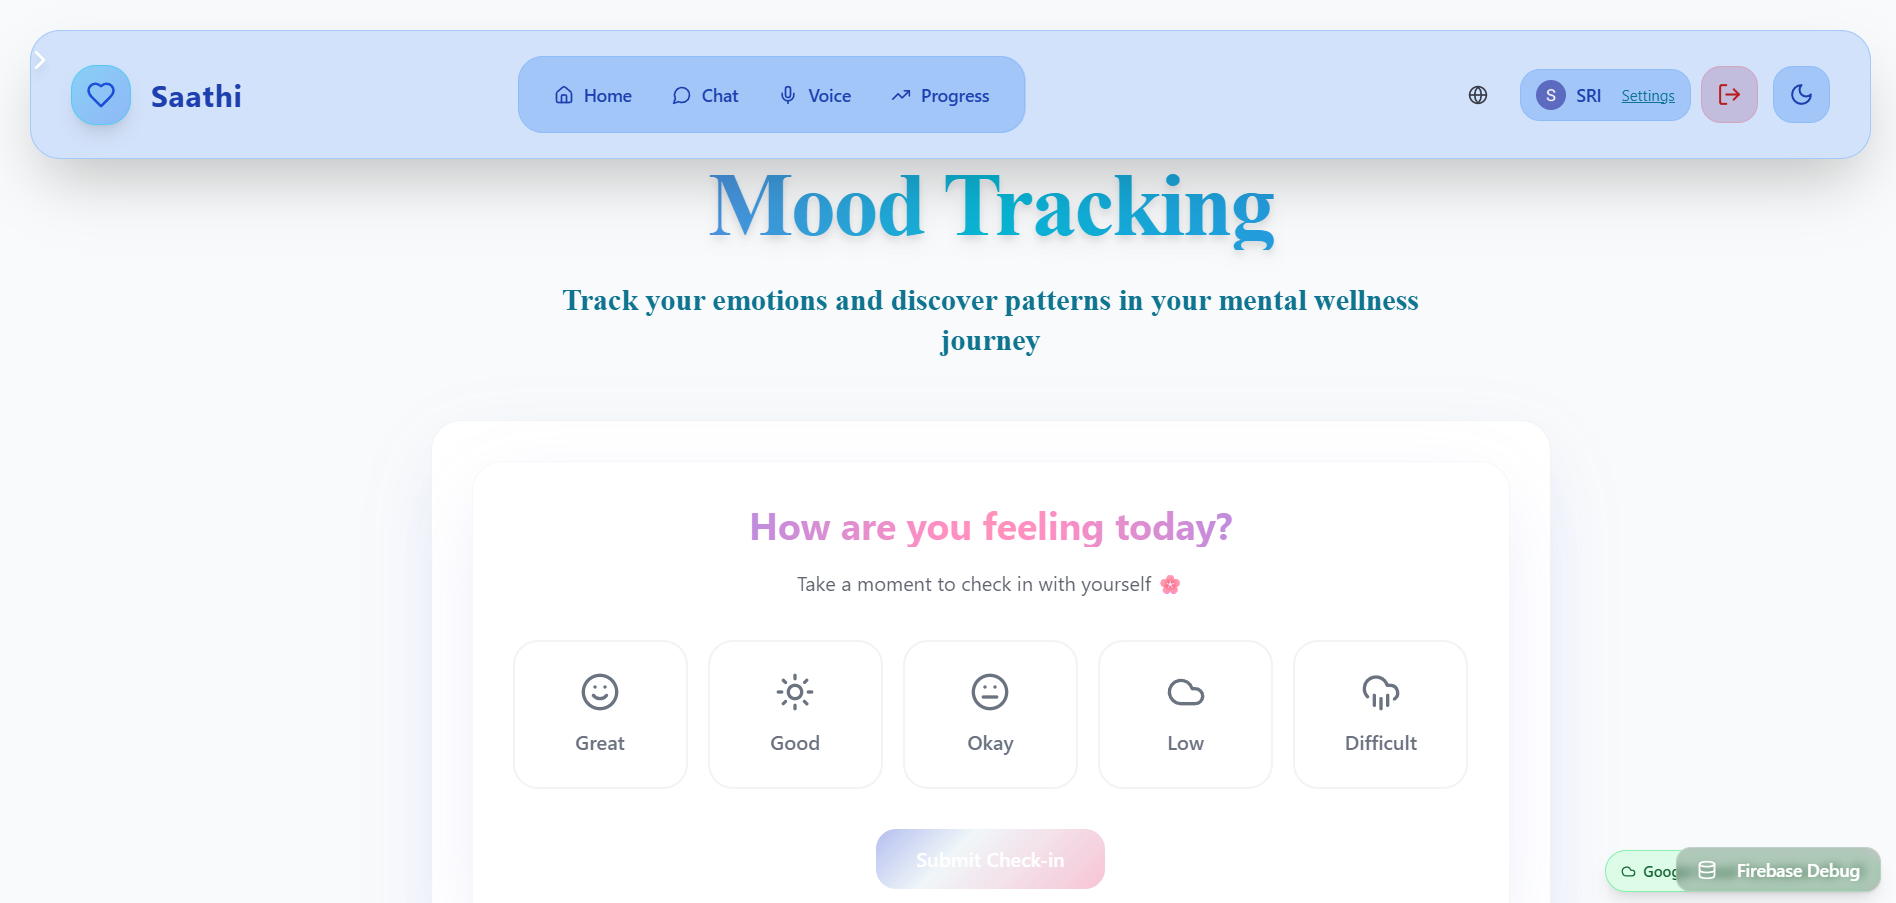 Saathi
Home
Chat
Voice
Progress
S
SRI
Settings
Mood Tracking
Track your emotions and discover patterns in your mental wellness
journey
How are you feeling today?
Take a moment to check in with yourself 🌸
Great
Good
Okay
Low
Difficult
Submit Check-in
Firebase Debug